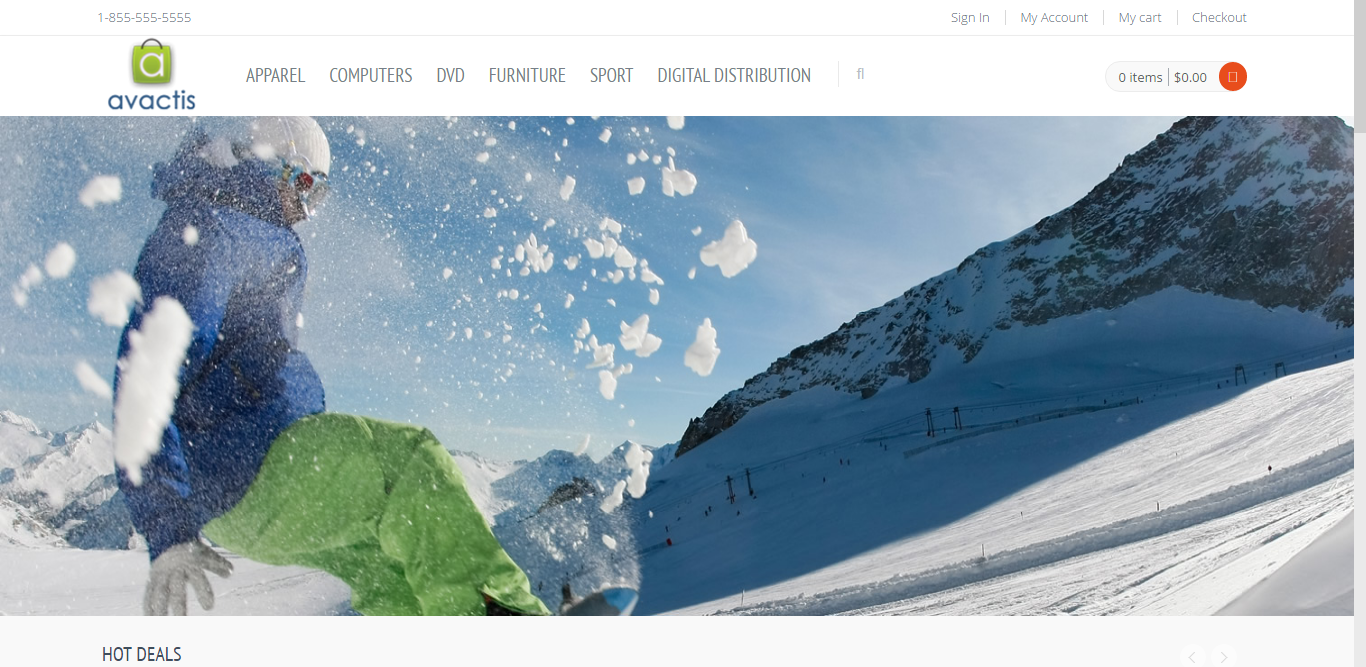 1-855-555-5555
Sign In
My Account
My cart
Checkout
avactis
APPAREL
COMPUTERS
DVD
FURNITURE
SPORT
DIGITAL DISTRIBUTION
0 items
$0.00
HOT DEALS